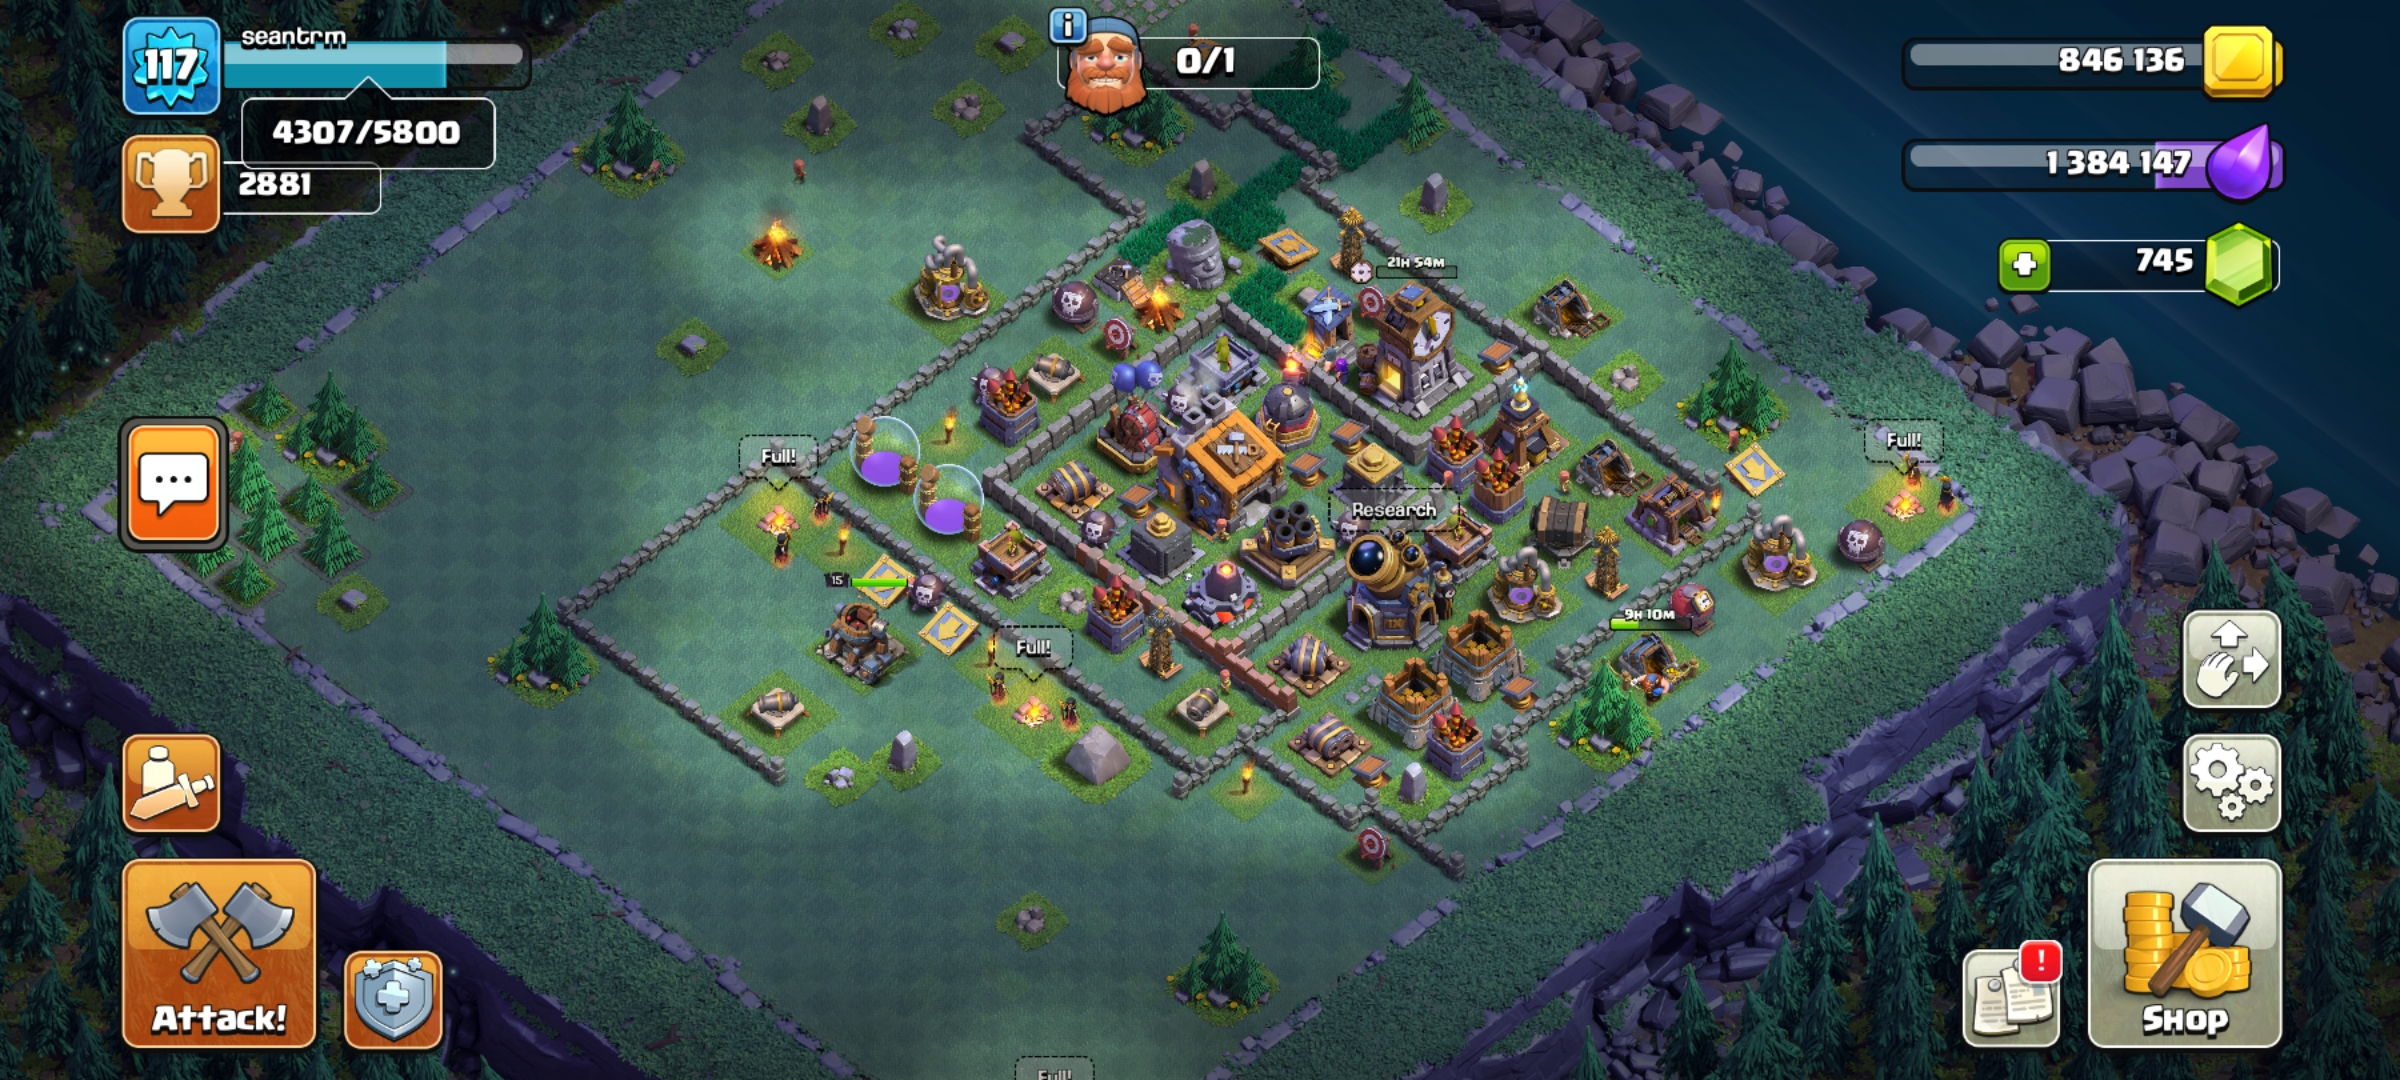 117
seantrm
4307/5800
2881
i
0/1
846 136
1 384 147
745
21H 54M
Full!
Full!
Research
15
9H 10M
Full!
Attack!
!
Shop
Full!